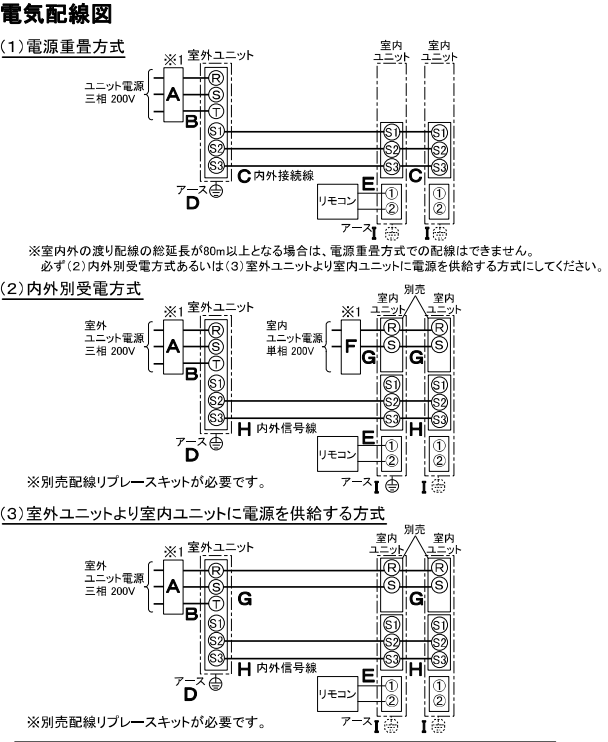 電気配線図
(1)電源重畳方式
※1 室外ユニット
室内
ユニット
室内
ユニット
ユニット電源
三相 200V
A
B
R
S
T
S1
S2
S3
S1
S2
S3
S1
S2
S3
C 内外接続線
C
アース
D
リモコン
E
①
②
①
②
アース I
I
※室内外の渡り配線の総延長が80m以上となる場合は、電源重畳方式での配線はできません。
必ず(2)内外別受電方式あるいは(3)室外ユニットより室内ユニットに電源を供給する方式にしてください。
(2)内外別受電方式
※1 室外ユニット
※1
別売
室内
ユニット
室内
ユニット
室外
ユニット電源
三相 200V
A
B
R
S
T
S1
S2
S3
室内
ユニット電源
単相 200V
F
G
G
R
S
R
S
S1
S2
S3
S1
S2
S3
H 内外信号線
H
アース
D
リモコン
E
①
②
①
②
アース I
I
※別売配線リプレースキットが必要です。
(3)室外ユニットより室内ユニットに電源を供給する方式
※1 室外ユニット
別売
室内
ユニット
室内
ユニット
室外
ユニット電源
三相 200V
A
B
R
S
T
S1
S2
S3
G
G
R
S
R
S
S1
S2
S3
S1
S2
S3
H 内外信号線
H
アース
D
リモコン
E
①
②
①
②
アース I
I
※別売配線リプレースキットが必要です。